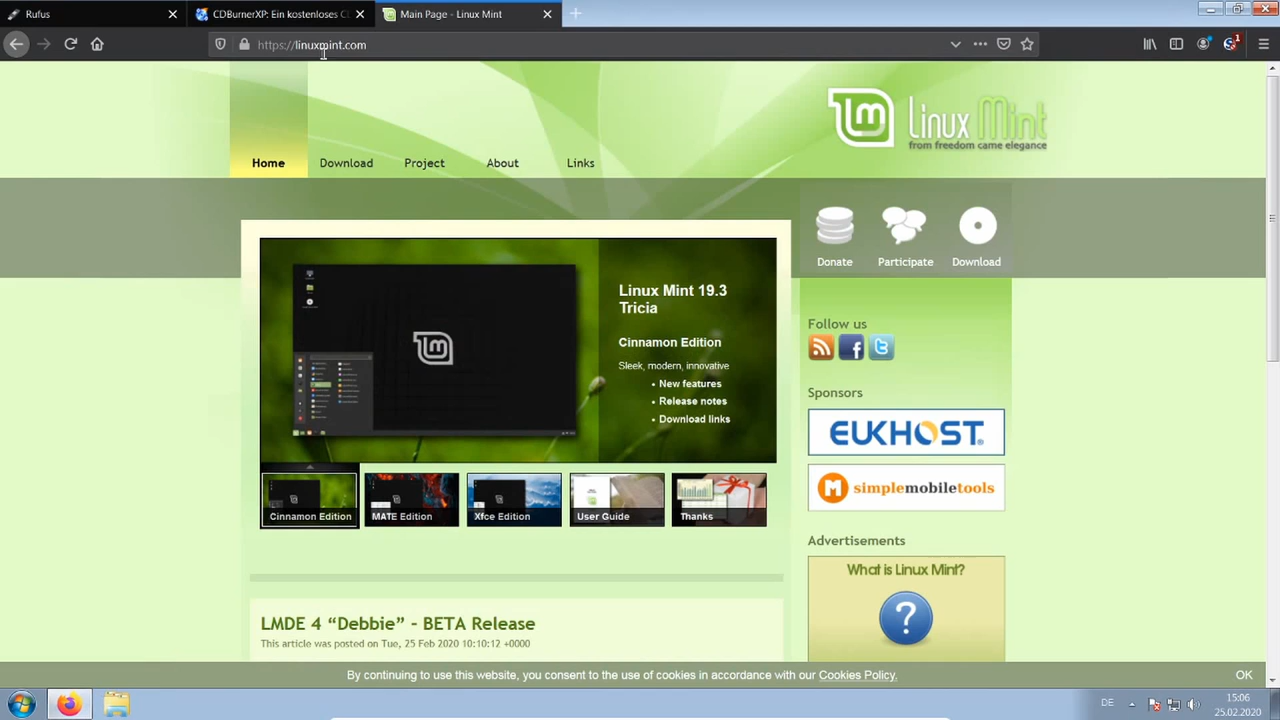 Rufus
CDBurnerXP: Ein kostenloses C
Main Page - Linux Mint
https://linuxmint.com
1
Linux Mint
from freedom came elegance
Home
Download
Project
About
Links
Donate
Participate
Download
Linux Mint 19.3
Tricia
Cinnamon Edition
Sleek, modern, innovative
• New features
• Release notes
• Download links
Cinnamon Edition
MATE Edition
Xfce Edition
User Guide
Thanks
Follow us
Sponsors
EUKHOST
simplemobiletools
Advertisements
What is Linux Mint?
?
LMDE 4 “Debbie” – BETA Release
This article was posted on Tue, 25 Feb 2020 10:10:12 +0000
By continuing to use this website, you consent to the use of cookies in accordance with our Cookies Policy.
OK
DE
15:06
25.02.2020